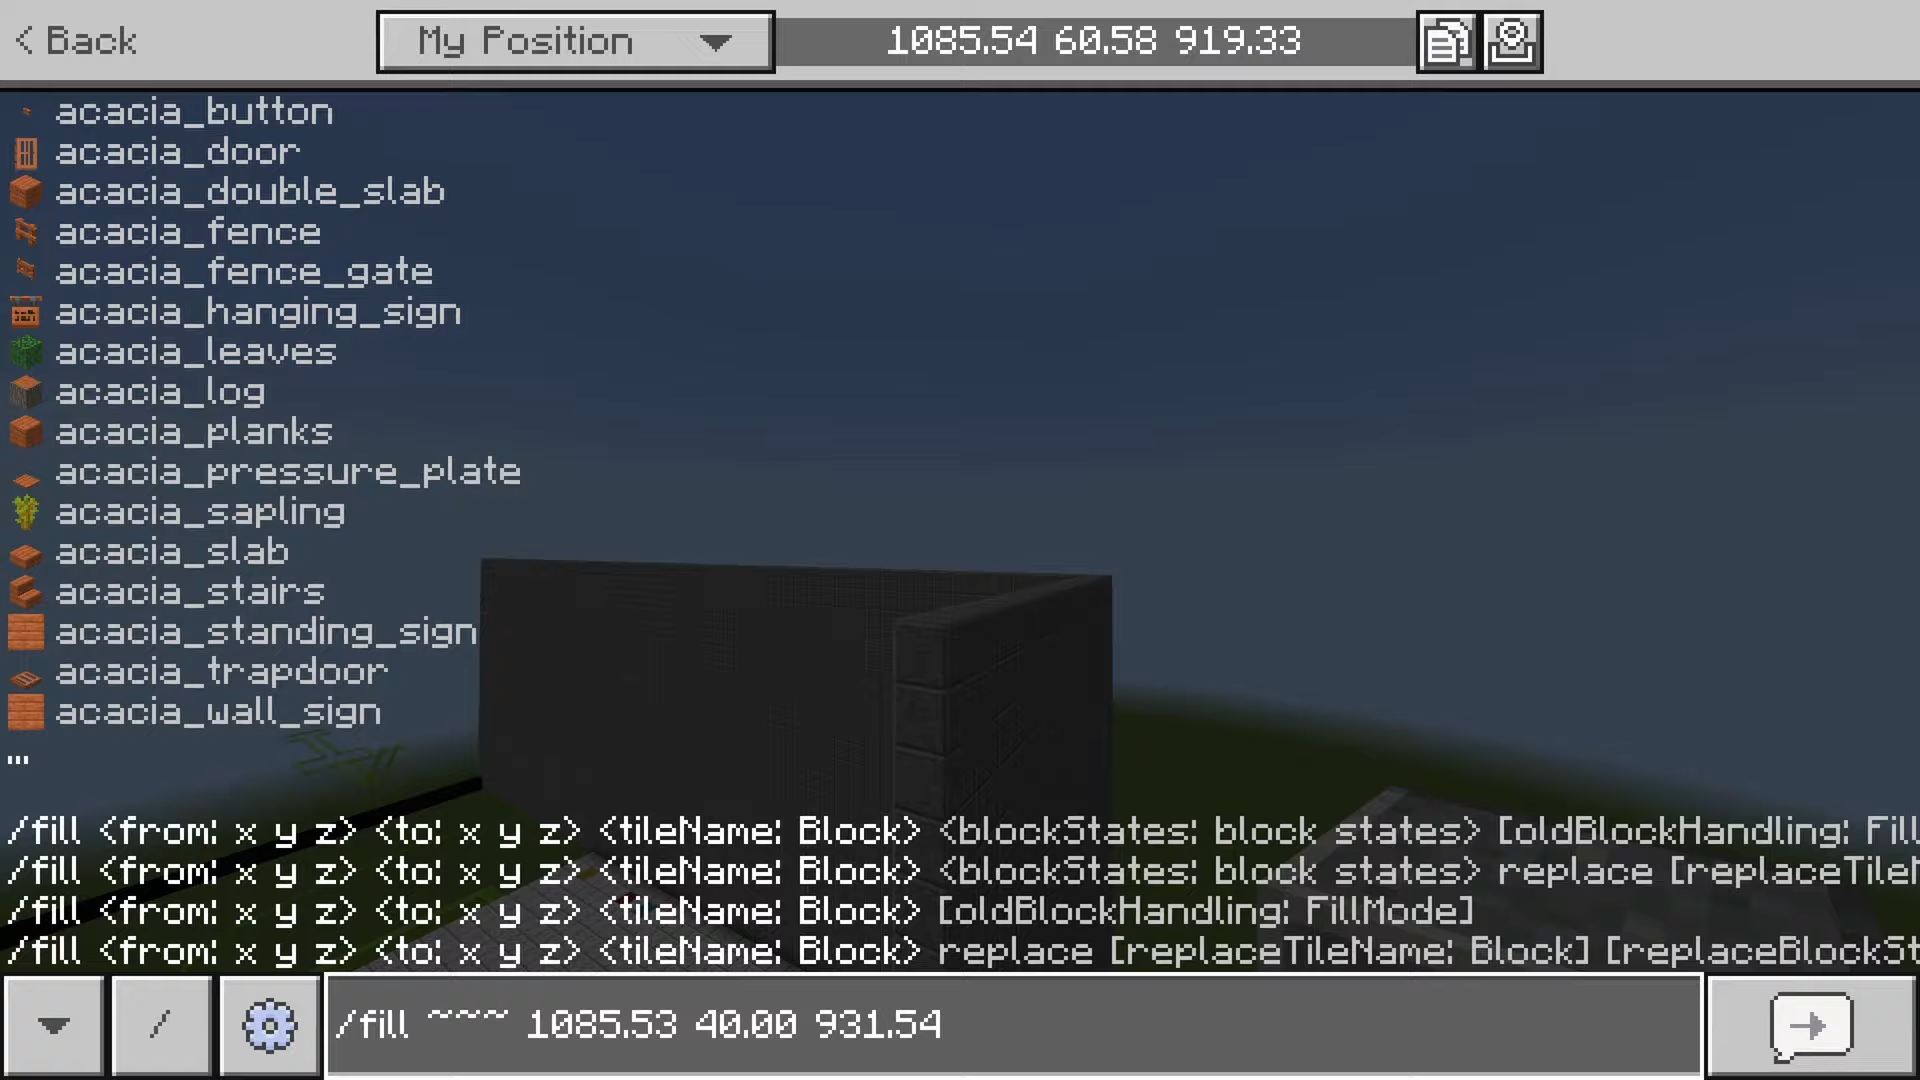 < Back
My Position
1085.54 60.58 919.33
acacia_button
acacia_door
acacia_double_slab
acacia_fence
acacia_fence_gate
acacia_hanging_sign
acacia_leaves
acacia_log
acacia_planks
acacia_pressure_plate
acacia_sapling
acacia_slab
acacia_stairs
acacia_standing_sign
acacia_trapdoor
acacia_wall_sign
...
/fill <from: x y z> <to: x y z> <tileName: Block> <blockStates: block states> [oldBlockHandling: Fill
/fill <from: x y z> <to: x y z> <tileName: Block> <blockStates: block states> replace [replaceTileN
/fill <from: x y z> <to: x y z> <tileName: Block> [oldBlockHandling: FillMode]
/fill <from: x y z> <to: x y z> <tileName: Block> replace [replaceTileName: Block] [replaceBlockSt
/
/fill ~~~ 1085.53 40.00 931.54